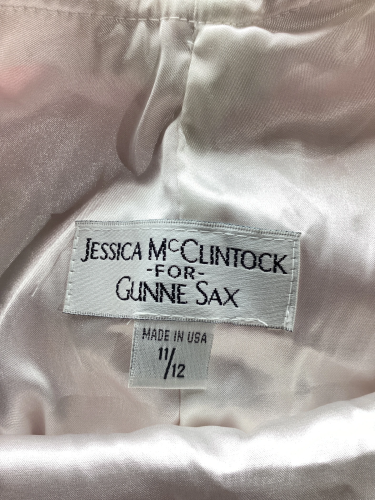 JESSICA MCCLINTOCK
-FOR-
GUNNE SAX
MADE IN USA
11/12